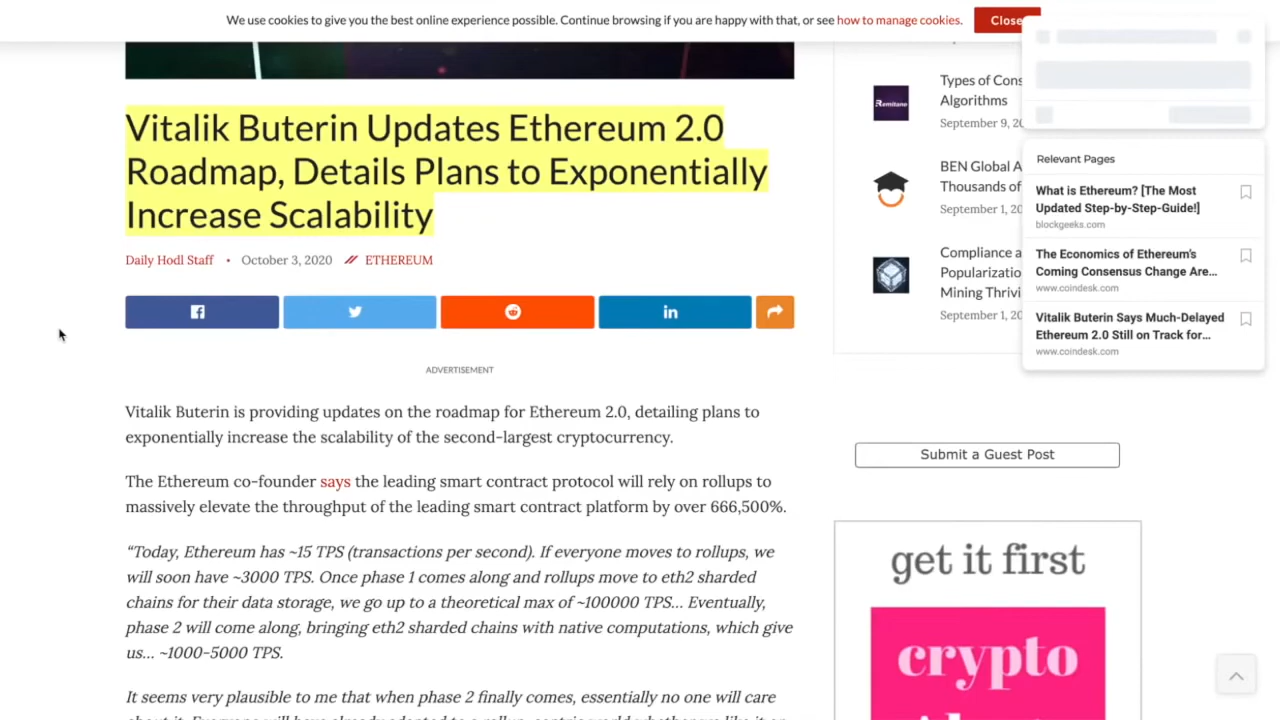 We use cookies to give you the best online experience possible. Continue browsing if you are happy with that, or see how to manage cookies.
Close
Vitalik Buterin Updates Ethereum 2.0
Roadmap, Details Plans to Exponentially
Increase Scalability
Daily Hodl Staff • October 3, 2020 // ETHEREUM
ADVERTISEMENT
Vitalik Buterin is providing updates on the roadmap for Ethereum 2.0, detailing plans to
exponentially increase the scalability of the second-largest cryptocurrency.
The Ethereum co-founder says the leading smart contract protocol will rely on rollups to
massively elevate the throughput of the leading smart contract platform by over 666,500%.
“Today, Ethereum has ~15 TPS (transactions per second). If everyone moves to rollups, we
will soon have ~3000 TPS. Once phase 1 comes along and rollups move to eth2 sharded
chains for their data storage, we go up to a theoretical max of ~100000 TPS… Eventually,
phase 2 will come along, bringing eth2 sharded chains with native computations, which give
us… ~1000-5000 TPS.
It seems very plausible to me that when phase 2 finally comes, essentially no one will care
Remitano
Types of Cons
Algorithms
September 9, 20
BEN Global A
Thousands of
September 1, 20
Compliance a
Popularizatio
Mining Thrivi
September 1, 20
Relevant Pages
What is Ethereum? [The Most
Updated Step-by-Step-Guide!]
blockgeeks.com
The Economics of Ethereum’s
Coming Consensus Change Are...
www.coindesk.com
Vitalik Buterin Says Much-Delayed
Ethereum 2.0 Still on Track for...
www.coindesk.com
Submit a Guest Post
get it first
crypto